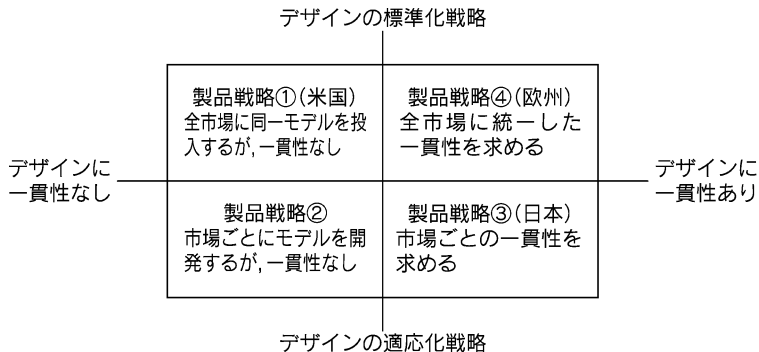 デザインの標準化戦略
製品戦略①(米国)
全市場に同一モデルを投
入するが,一貫性なし
製品戦略④(欧州)
全市場に統一した
一貫性を求める
デザインに
一貫性なし
デザインに
一貫性あり
製品戦略②
市場ごとにモデルを開
発するが,一貫性なし
製品戦略③(日本)
市場ごとの一貫性を
求める
デザインの適応化戦略